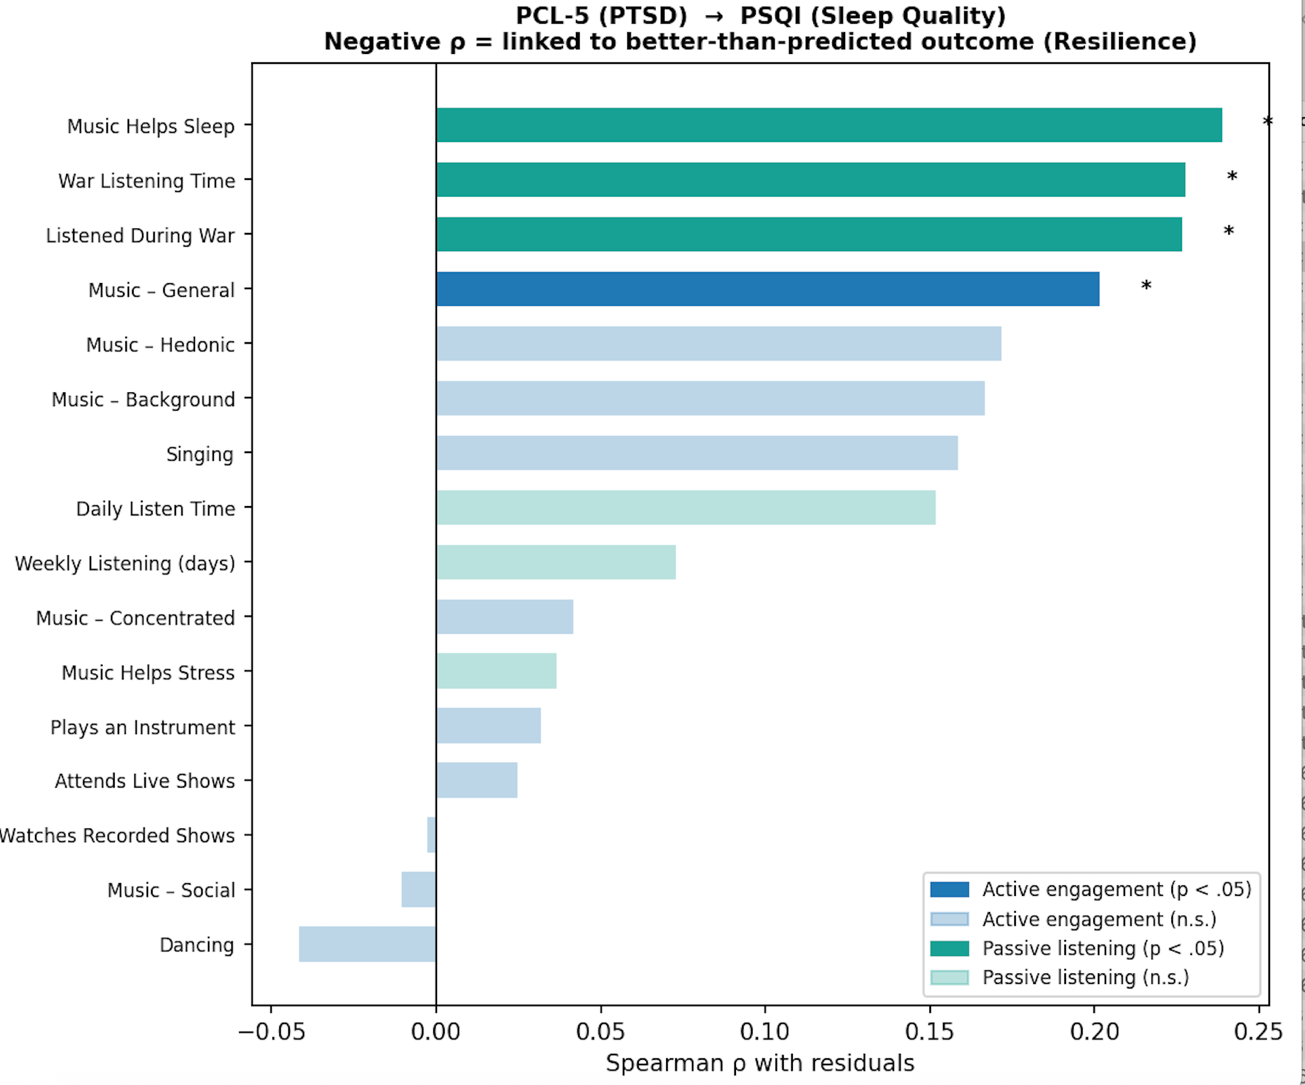 PCL-5 (PTSD) → PSQI (Sleep Quality)
Negative ρ = linked to better-than-predicted outcome (Resilience)
Music Helps Sleep
*
War Listening Time
*
Listened During War
*
Music – General
*
Music – Hedonic
Music – Background
Singing
Daily Listen Time
Weekly Listening (days)
Music – Concentrated
Music Helps Stress
Plays an Instrument
Attends Live Shows
Watches Recorded Shows
Music – Social
Dancing
Active engagement (p < .05)
Active engagement (n.s.)
Passive listening (p < .05)
Passive listening (n.s.)
−0.05 0.00 0.05 0.10 0.15 0.20 0.25
Spearman ρ with residuals